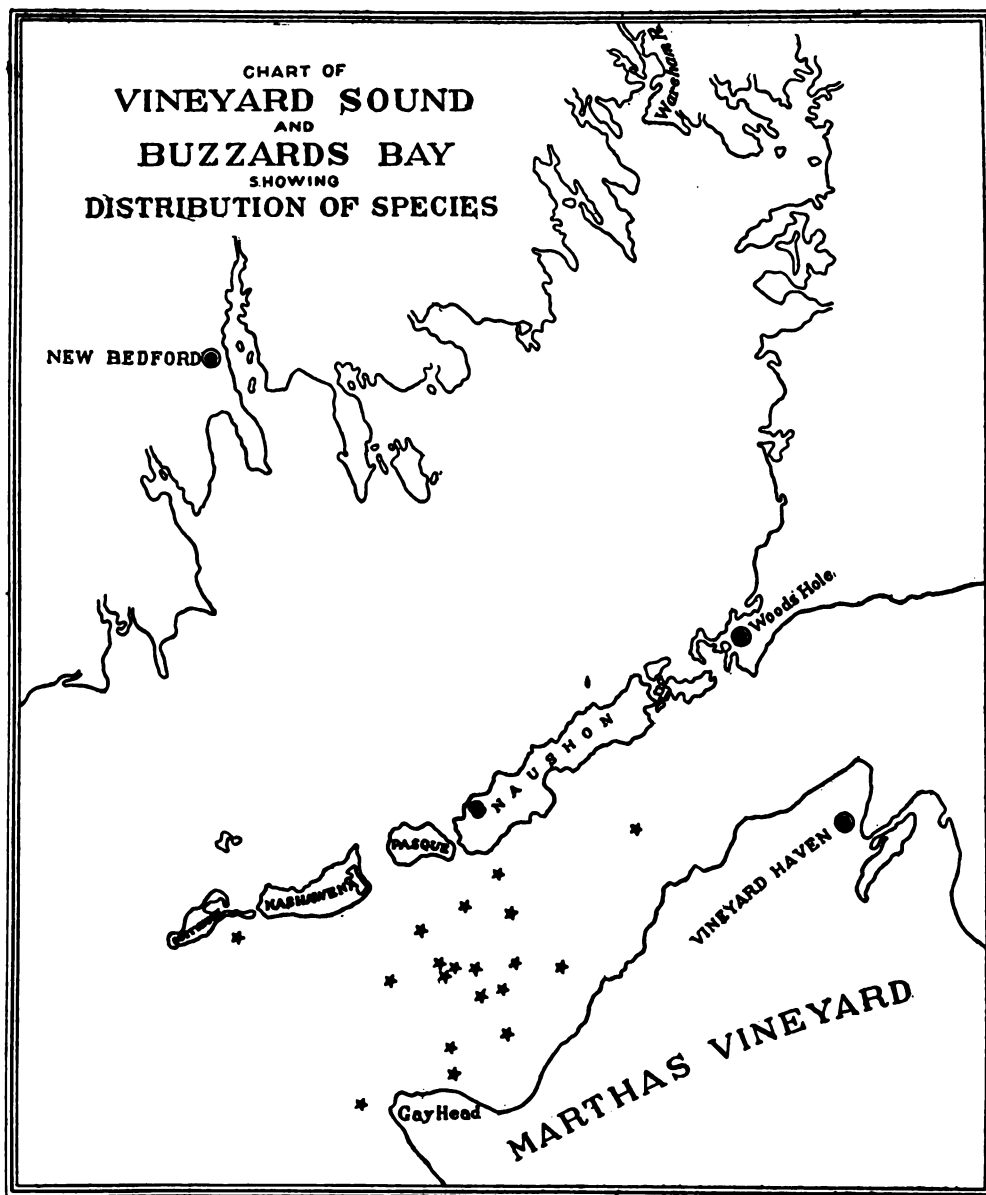 CHART OF
VINEYARD SOUND
AND
BUZZARDS BAY
SHOWING
DISTRIBUTION OF SPECIES
Wareham R.
NEW BEDFORD
Woods Hole.
NAUSHON
PASQUE
NASHAWENA
VINEYARD HAVEN
MARTHAS VINEYARD
Gay Head